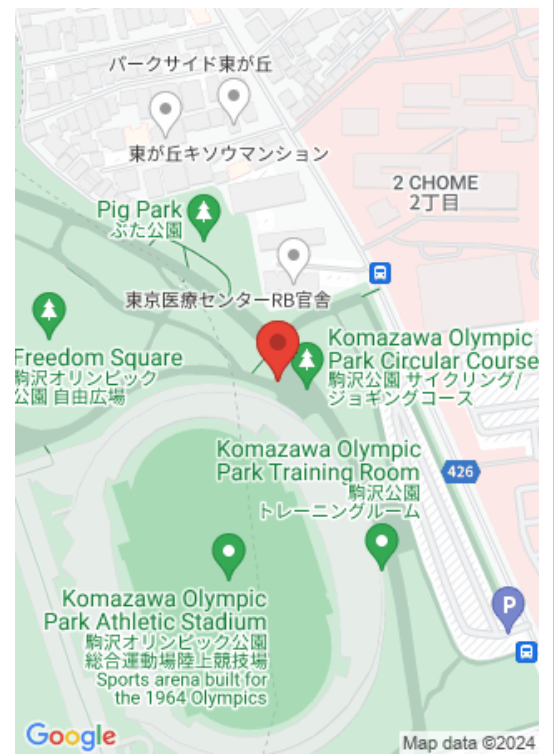 パークサイド東が丘
東が丘キソウマンション
2 CHOME
2丁目
Pig Park
ぶた公園
東京医療センターRB官舎
Freedom Square
駒沢オリンピック
公園 自由広場
Komazawa Olympic
Park Circular Course
駒沢公園 サイクリング/
ジョギングコース
Komazawa Olympic
Park Training Room
駒沢公園
トレーニングルーム
426
P
Komazawa Olympic
Park Athletic Stadium
駒沢オリンピック公園
総合運動場陸上競技場
Sports arena built for
the 1964 Olympics
Google
Map data ©2024